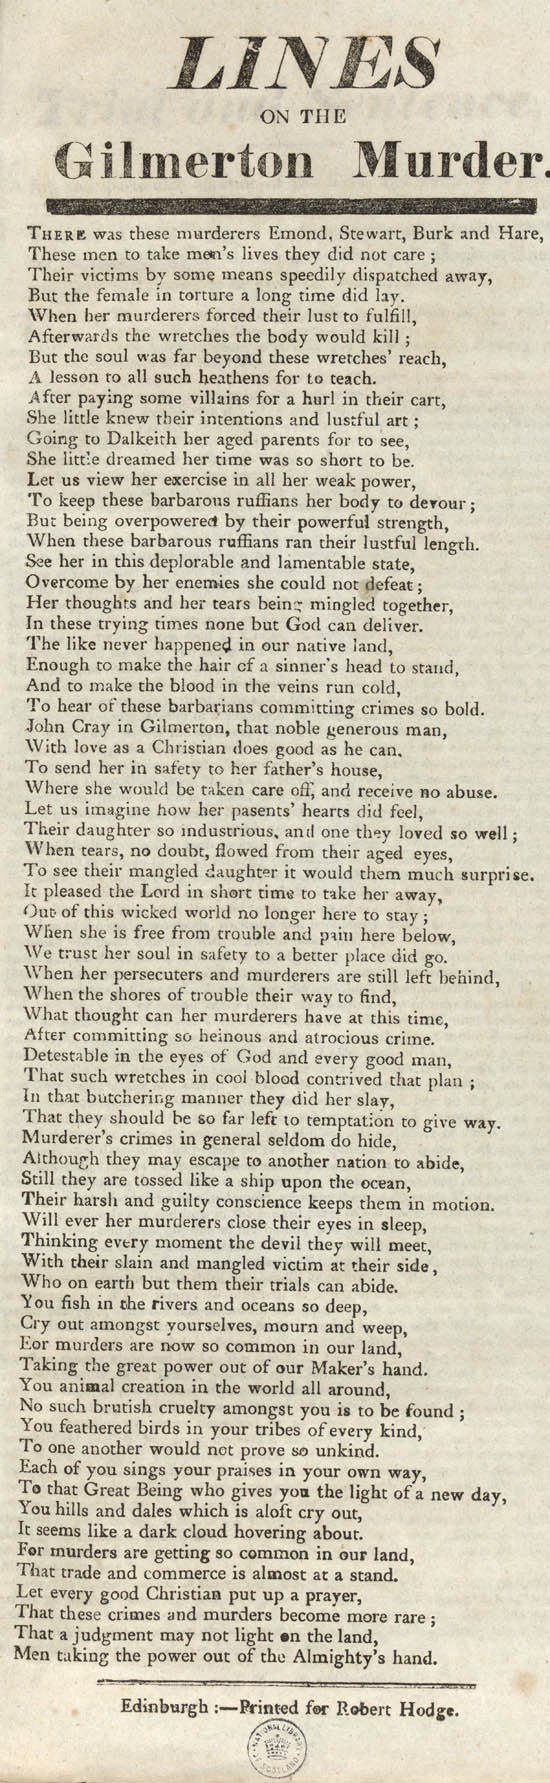 LINES
ON THE
Gilmerton Murder.
THERE was these murderers Emond, Stewart, Burk and Hare,
These men to take men's lives they did not care ;
Their victims by some means speedily dispatched away,
But the female in torture a long time did lay.
When her murderers forced their lust to fulfill,
Afterwards the wretches the body would kill ;
But the soul was far beyond these wretches' reach,
A lesson to all such heathens for to teach.
After paying some villains for a hurl in their cart,
She little knew their intentions and lustful art ;
Going to Dalkeith her aged parents for to see,
She little dreamed her time was so short to be.
Let us view her exercise in all her weak power,
To keep these barbarous ruffians her body to devour ;
But being overpowered by their powerful strength,
When these barbarous ruffians ran their lustful length.
See her in this deplorable and lamentable state,
Overcome by her enemies she could not defeat ;
Her thoughts and her tears being mingled together,
In these trying times none but God can deliver.
The like never happened in our native land,
Enough to make the hair of a sinner's head to stand,
And to make the blood in the veins run cold,
To hear of these barbarians committing crimes so bold.
John Cray in Gilmerton, that noble generous man,
With love as a Christian does good as he can,
To send her in safety to her father's house,
Where she would be taken care off, and receive no abuse.
Let us imagine how her pasents' hearts did feel,
Their daughter so industrious, and one they loved so well ;
When tears, no doubt, flowed from their aged eyes,
To see their mangled daughter it would them much surprise.
It pleased the Lord in short time to take her away,
Out of this wicked world no longer here to stay ;
When she is free from trouble and pain here below,
We trust her soul in safety to a better place did go.
When her persecuters and murderers are still left behind,
When the shores of trouble their way to find,
What thought can her murderers have at this time,
After committing so heinous and atrocious crime.
Detestable in the eyes of God and every good man,
That such wretches in cool blood contrived that plan ;
In that butchering manner they did her slay,
That they should be so far left to temptation to give way.
Murderer's crimes in general seldom do hide,
Although they may escape to another nation to abide,
Still they are tossed like a ship upon the ocean,
Their harsh and guilty conscience keeps them in motion.
Will ever her murderers close their eyes in sleep,
Thinking every moment the devil they will meet,
With their slain and mangled victim at their side,
Who on earth but them their trials can abide.
You fish in the rivers and oceans so deep,
Cry out amongst yourselves, mourn and weep,
For murders are now so common in our land,
Taking the great power out of our Maker's hand.
You animal creation in the world all around,
No such brutish cruelty amongst you is to be found ;
You feathered birds in your tribes of every kind,
To one another would not prove so unkind.
Each of you sings your praises in your own way,
To that Great Being who gives you the light of a new day,
You hills and dales which is aloft cry out,
It seems like a dark cloud hovering about.
For murders are getting so common in our land,
That trade and commerce is almost at a stand.
Let every good Christian put up a prayer,
That these crimes and murders become more rare ;
That a judgment may not light on the land,
Men taking the power out of the Almighty's hand.
Edinburgh :—Printed for Robert Hodge.
NATIONAL LIBRARY
OF SCOTLAND